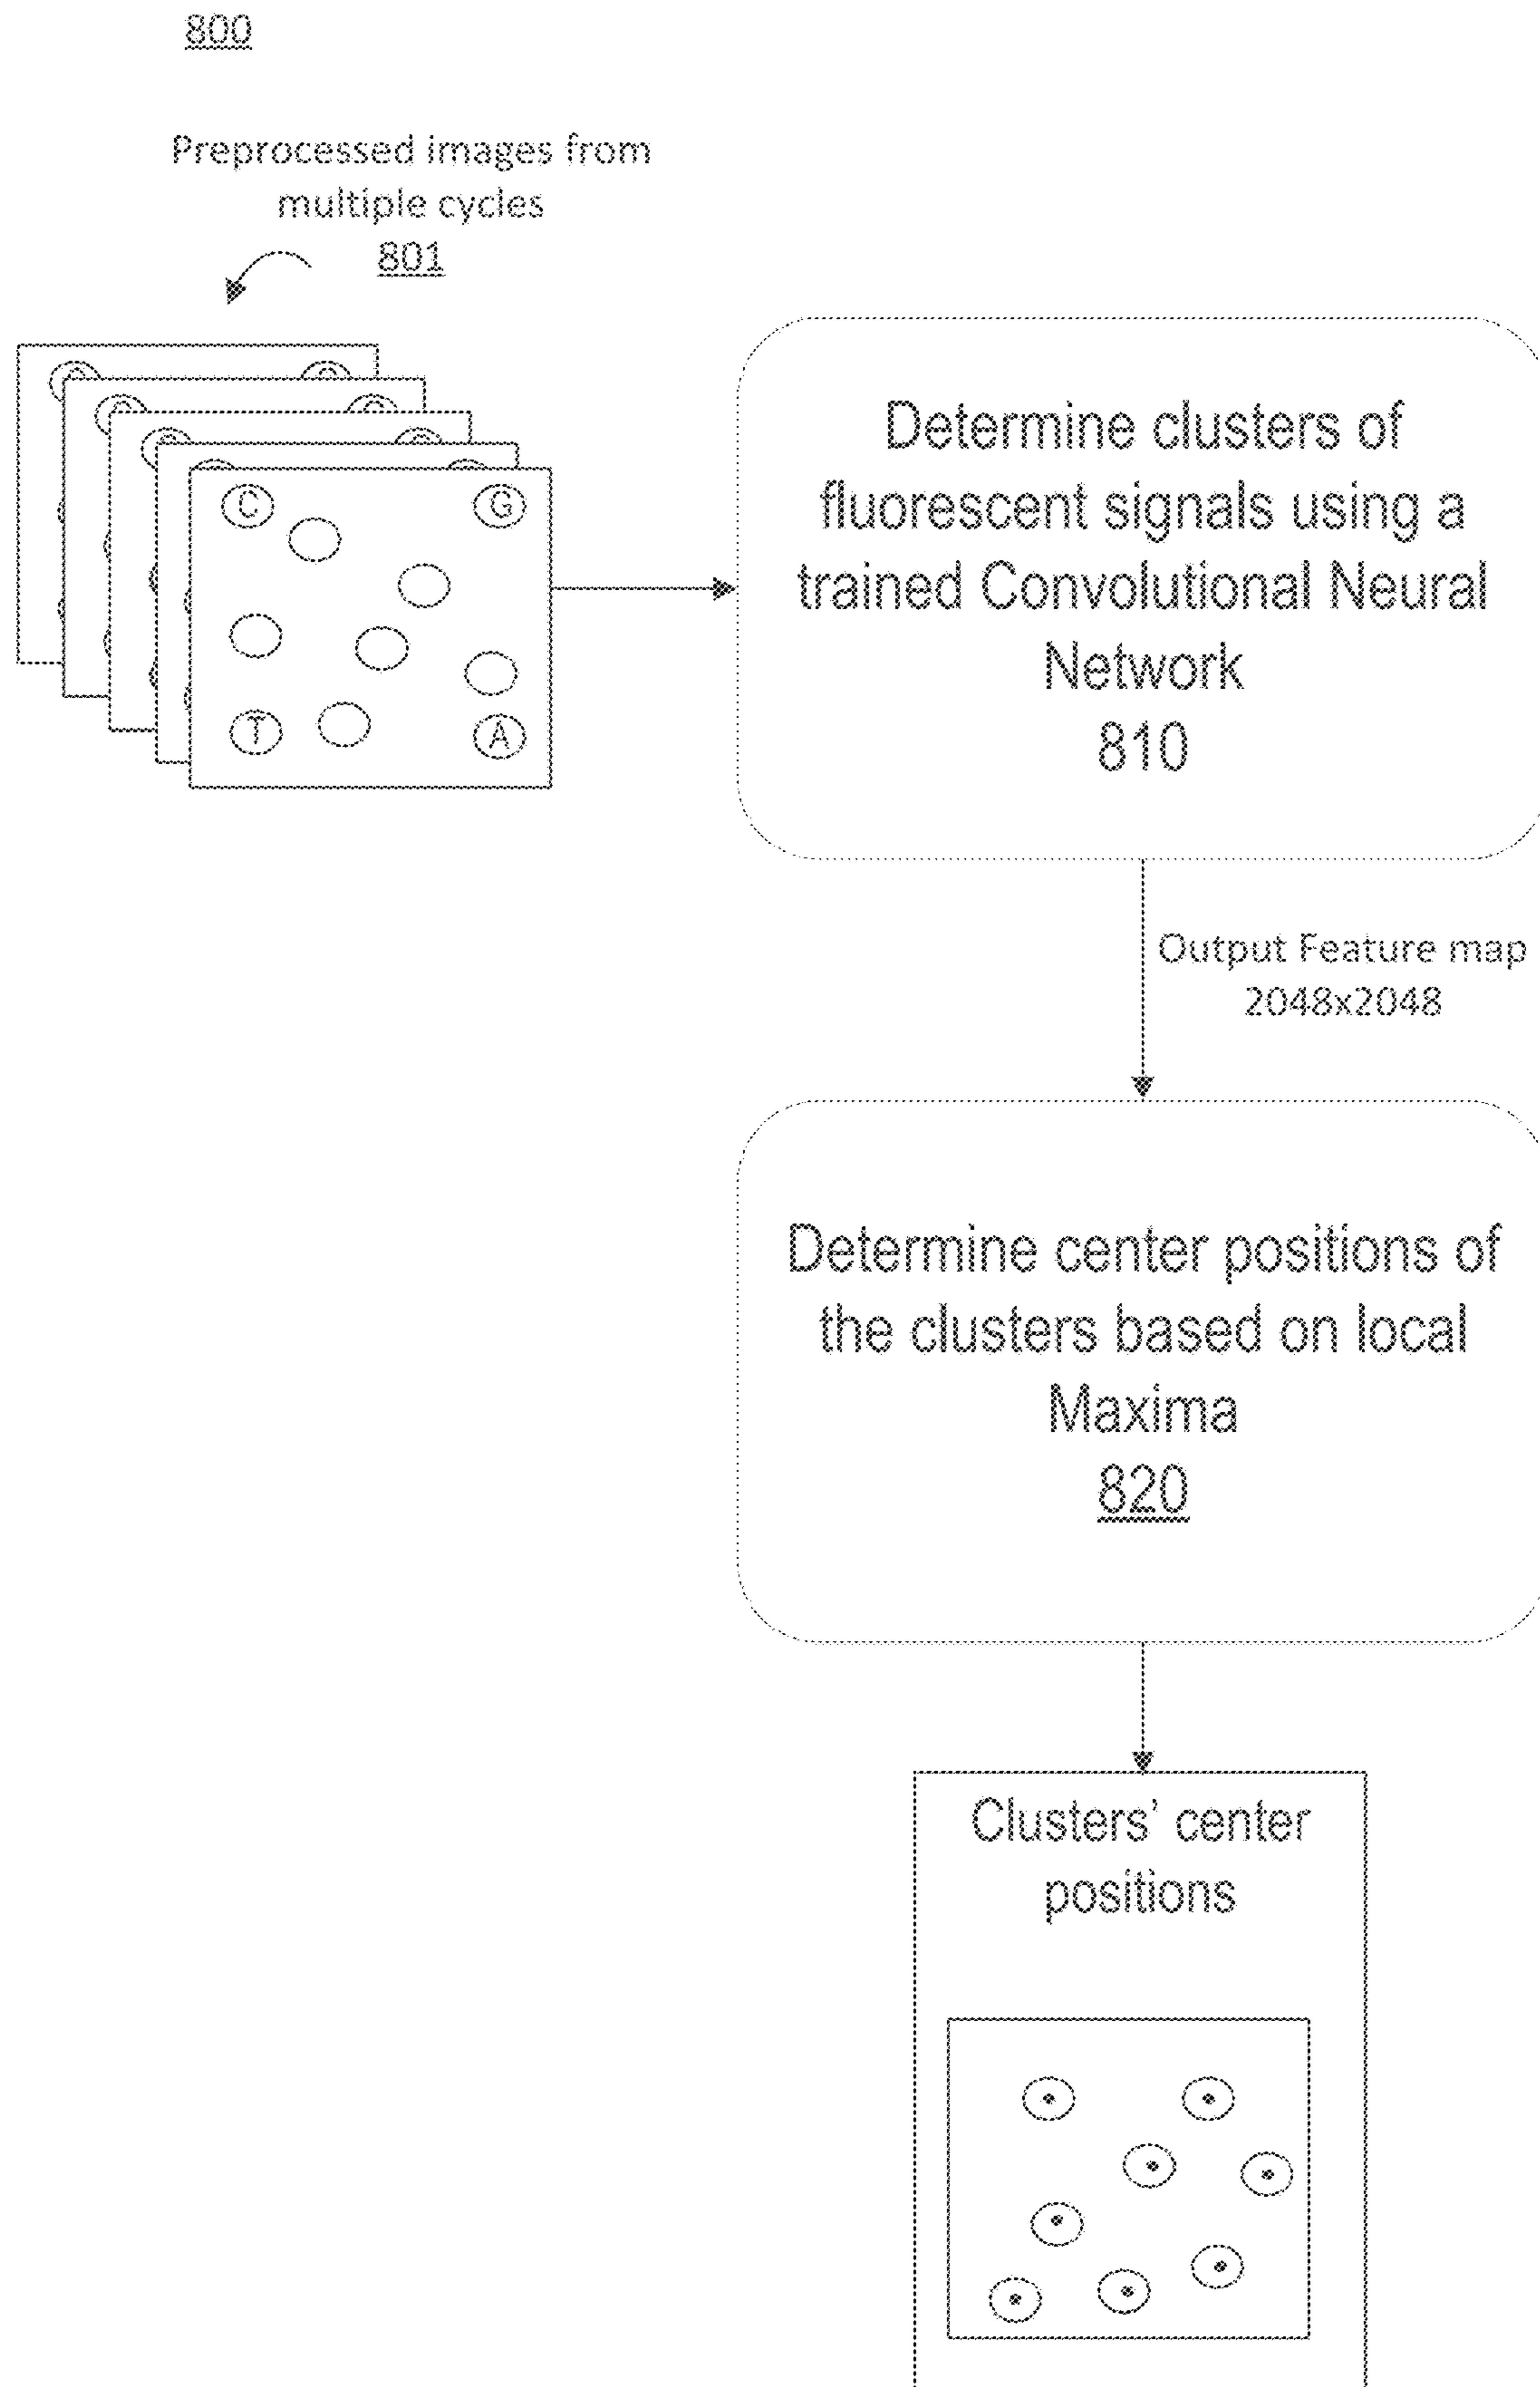 800
Preprocessed images from
multiple cycles
801
C
G
T
A
Determine clusters of
fluorescent signals using a
trained Convolutional Neural
Network
810
Output Feature map
2048x2048
Determine center positions of
the clusters based on local
Maxima
820
Clusters’ center
positions